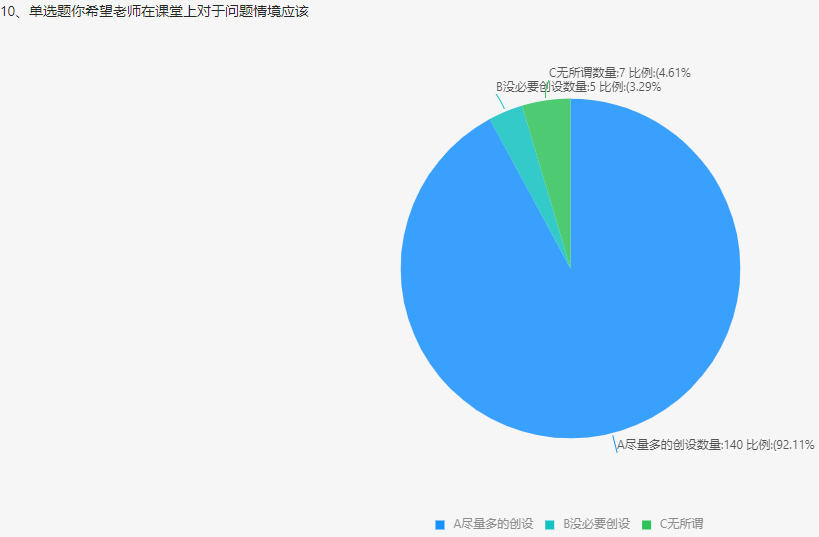 10、单选题你希望老师在课堂上对于问题情境应该
C无所谓数量:7 比例:(4.61%
B没必要创设数量:5 比例:(3.29%
A尽量多的创设数量:140 比例:(92.11%
A尽量多的创设 B没必要创设 C无所谓